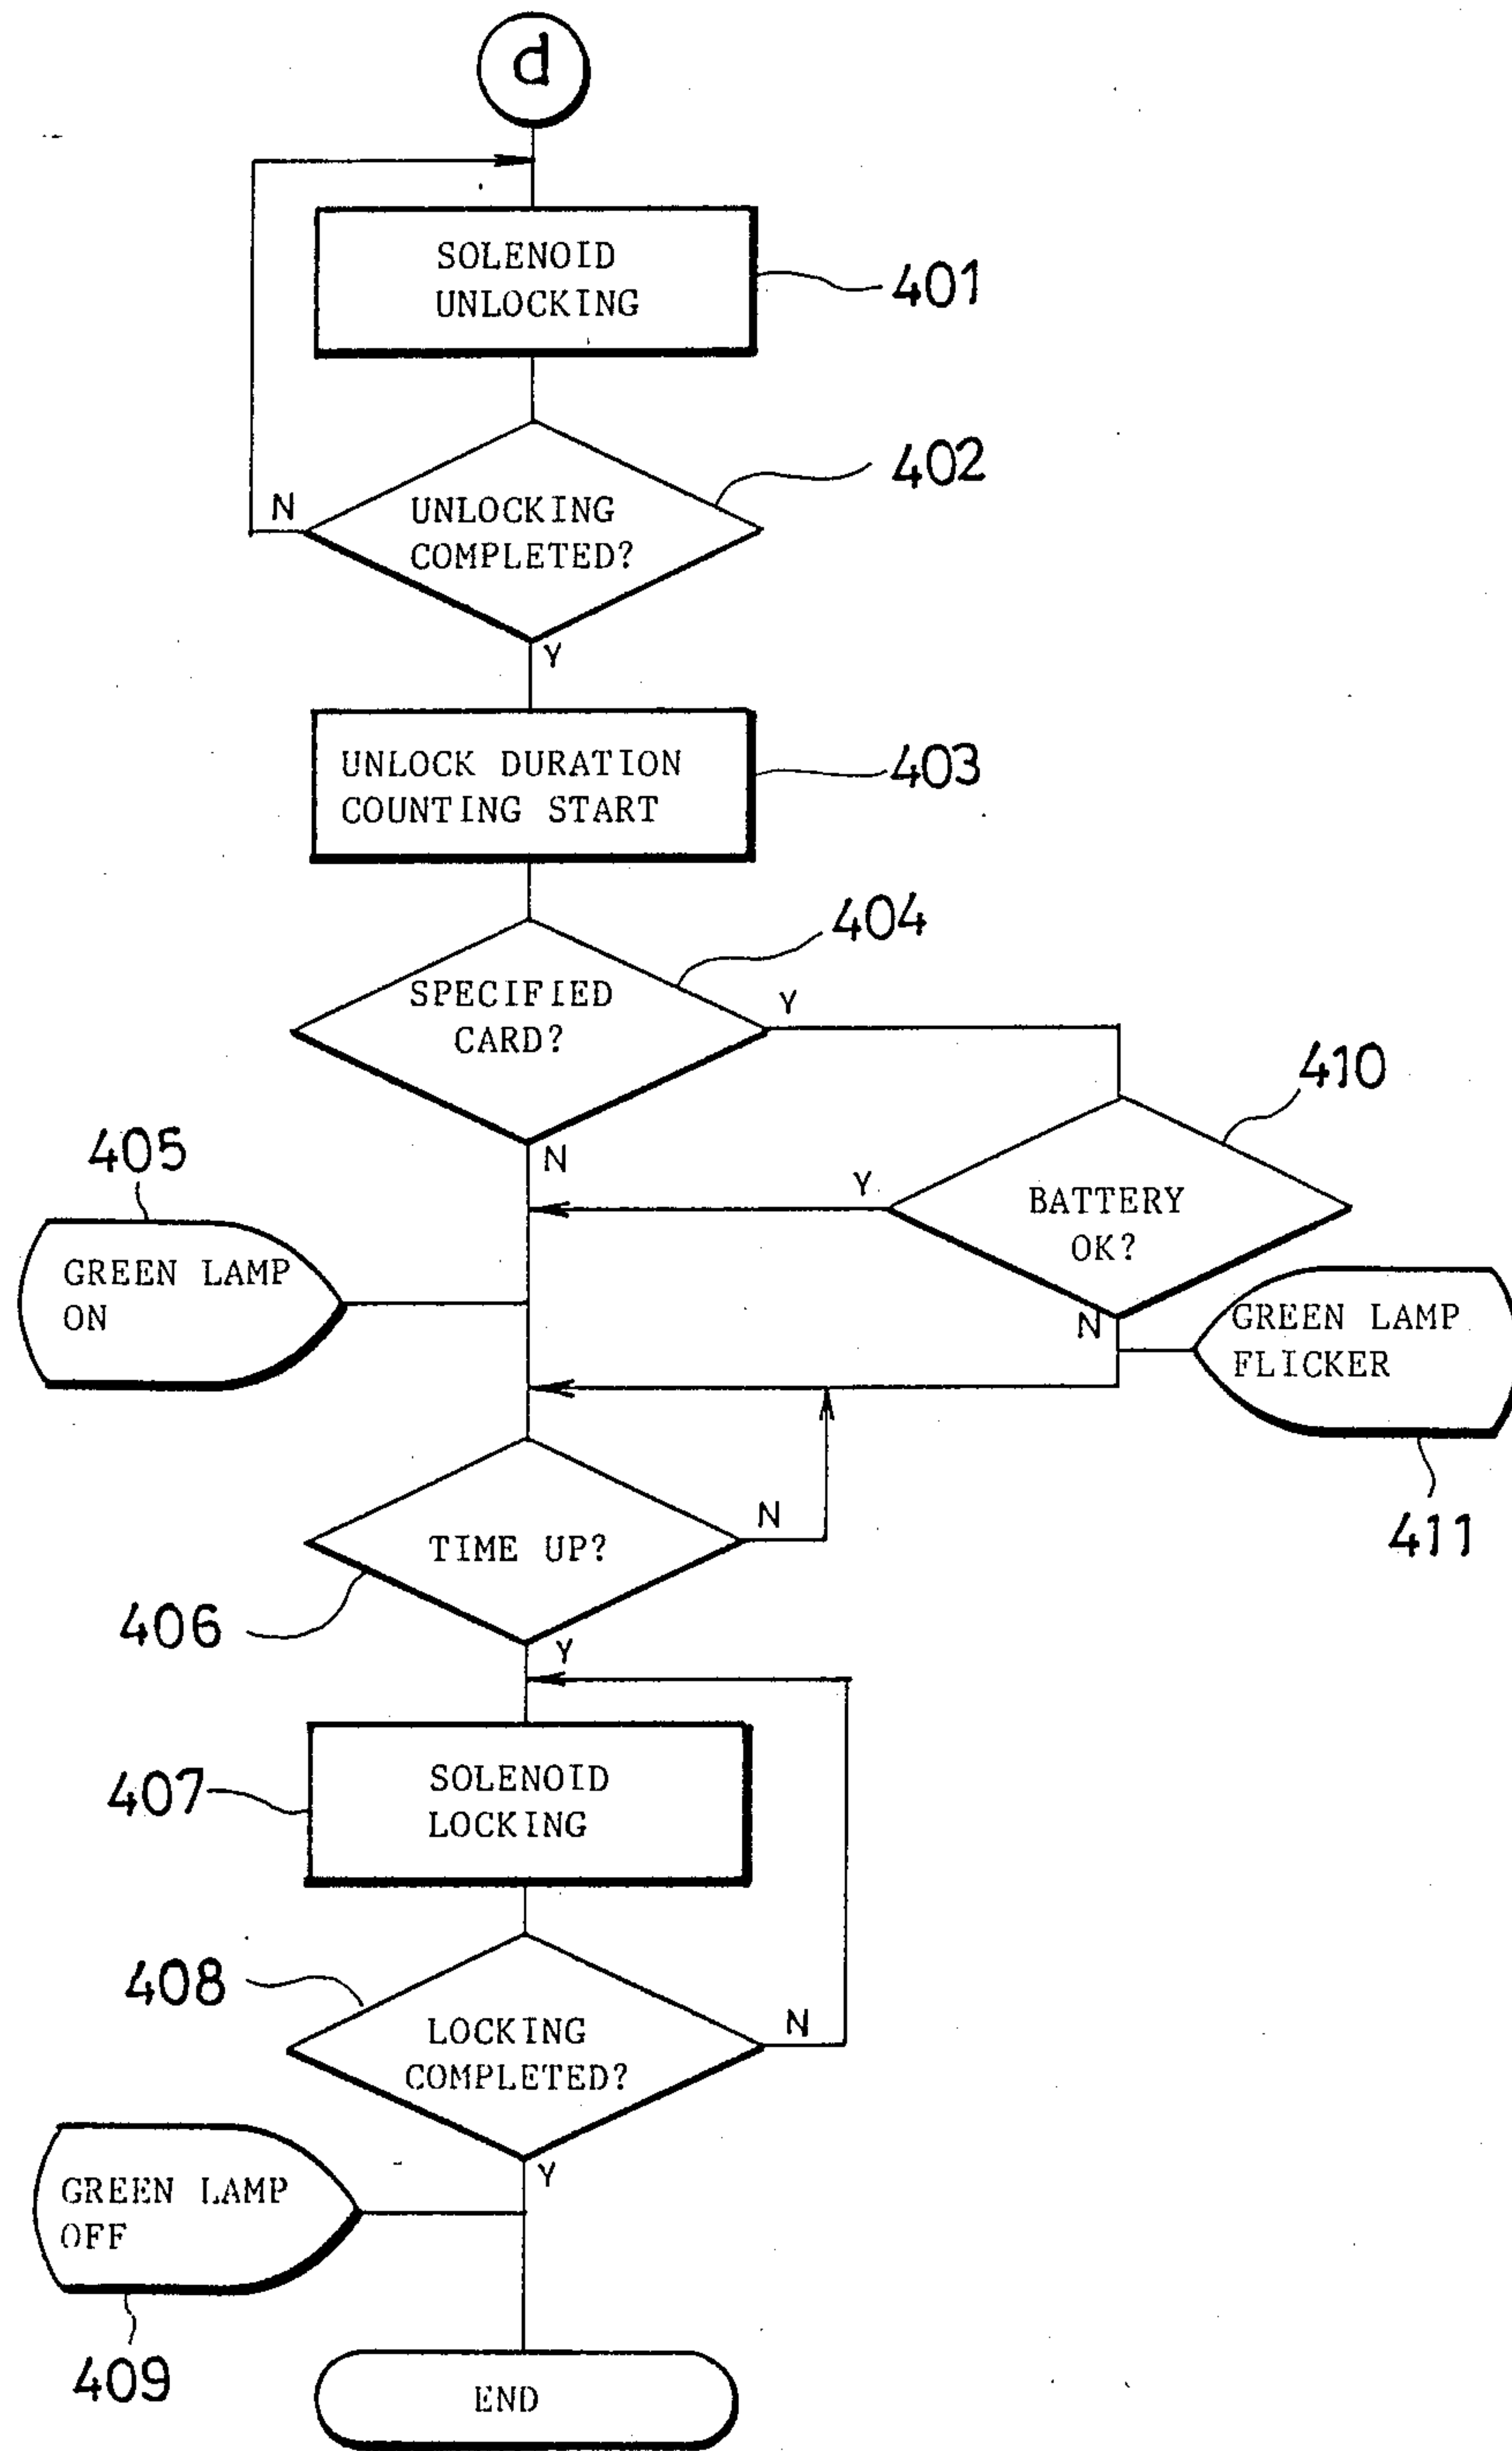 d
SOLENOID
UNLOCKING
401
402
N
UNLOCKING
COMPLETED?
Y
UNLOCK DURATION
COUNTING START
403
404
SPECIFIED
CARD?
Y
N
410
405
Y
BATTERY
OK?
GREEN LAMP
ON
N
GREEN LAMP
FLICKER
411
TIME UP?
N
406
Y
SOLENOID
LOCKING
407
408
LOCKING
COMPLETED?
N
Y
GREEN LAMP
OFF
409
END